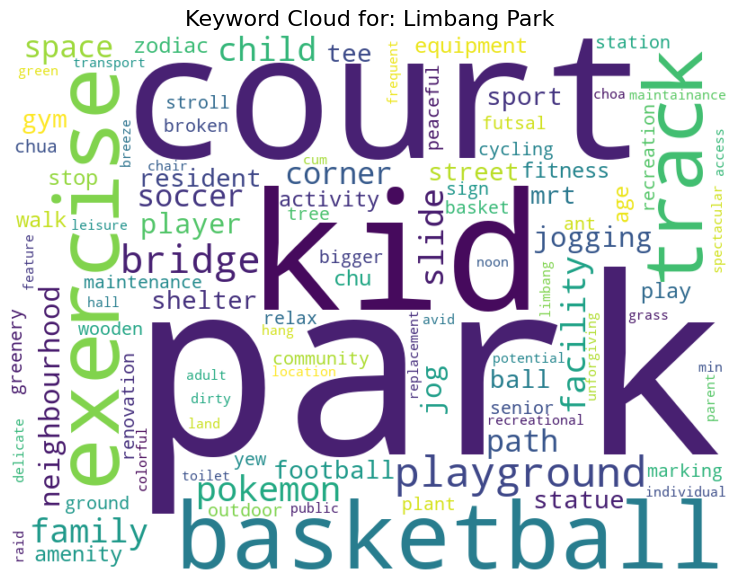 Keyword Cloud for: Limbang Park
space
zodiac
child
tee
equipment
station
green
transport
frequent
court
exercise
stroll
broken
gym
chua
breeze
peaceful
sport
choa
maintainance
futsal
cycling
track
recreation
access
spectacular
chair
cum
corner
street
fitness
stop
resident
soccer
activity
sign
basket
mrt
age
walk
leisure
player
tree
kid
slide
ant
jogging
feature
bridge
bigger
chu
noon
maintenance
hall
shelter
facility
limbang
play
greenery
neighbourhood
wooden
relax
hang
avid
grass
unforgiving
park
renovation
colorful
adult
dirty
land
community
location
replacement
jog
potential
ball
senior
recreational
min
parent
path
delicate
toilet
yew
football
playground
marking
individual
pokemon
statue
ground
outdoor
public
plant
raid
family
amenity
basketball